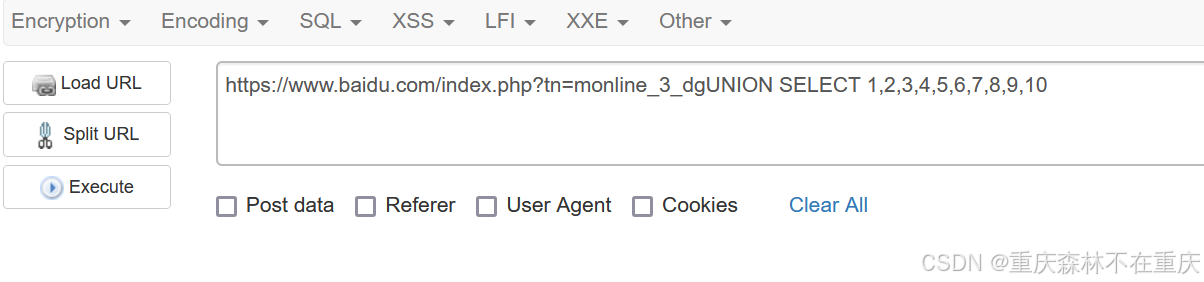 Encryption Encoding SQL XSS LFI XXE Other
Load URL https://www.baidu.com/index.php?tn=monline_3_dgUNION SELECT 1,2,3,4,5,6,7,8,9,10
Split URL
Execute
Post data Referer User Agent Cookies Clear All
CSDN @重庆森林不在重庆